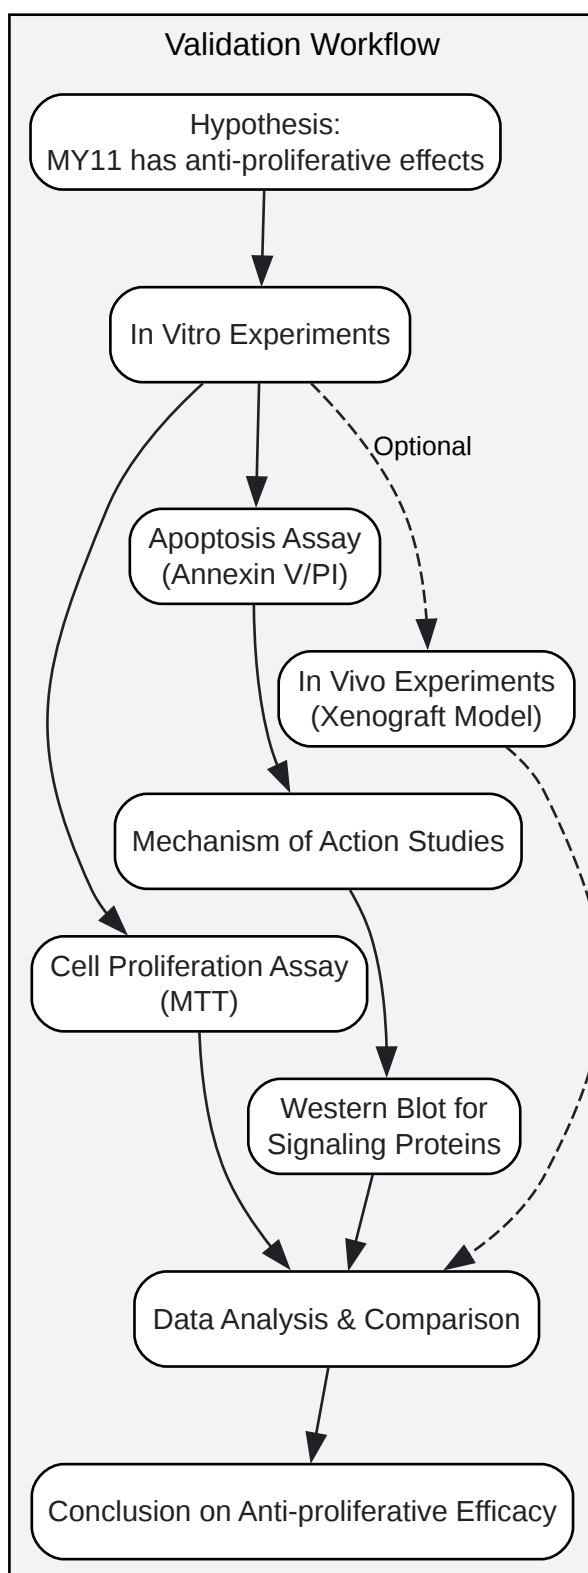 Validation Workflow
Hypothesis:
MY11 has anti-proliferative effects
In Vitro Experiments
Optional
Apoptosis Assay
(Annexin V/PI)
In Vivo Experiments
(Xenograft Model)
Mechanism of Action Studies
Cell Proliferation Assay
(MTT)
Western Blot for
Signaling Proteins
Data Analysis & Comparison
Conclusion on Anti-proliferative Efficacy